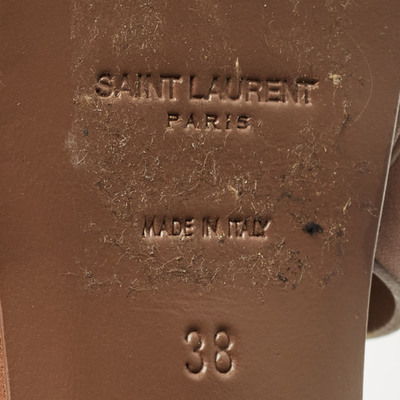 SAINT LAURENT
PARIS
MADE IN ITALY
38